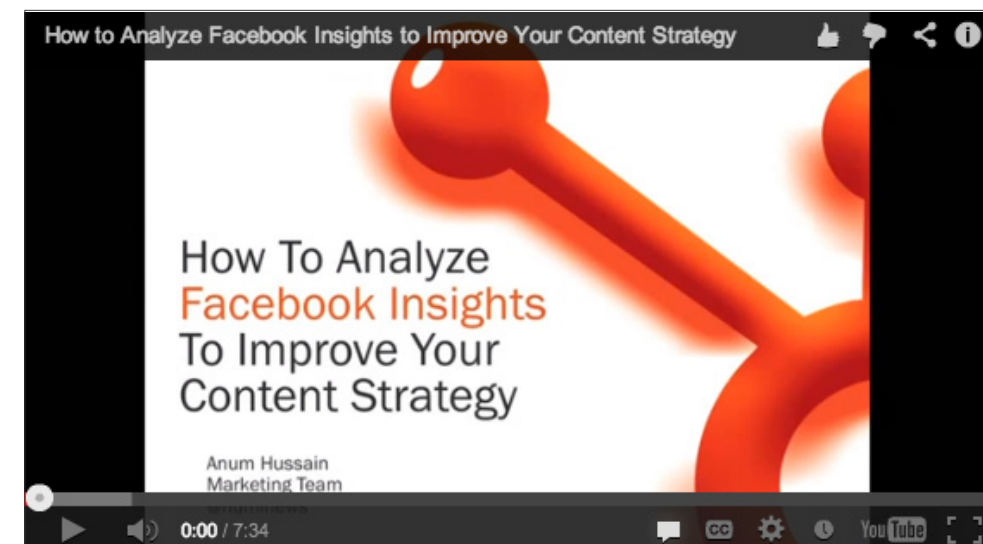 How to Analyze Facebook Insights to Improve Your Content Strategy
How To Analyze
Facebook Insights
To Improve Your
Content Strategy
Anum Hussain
Marketing Team
0:00 / 7:34
CC
YouTube